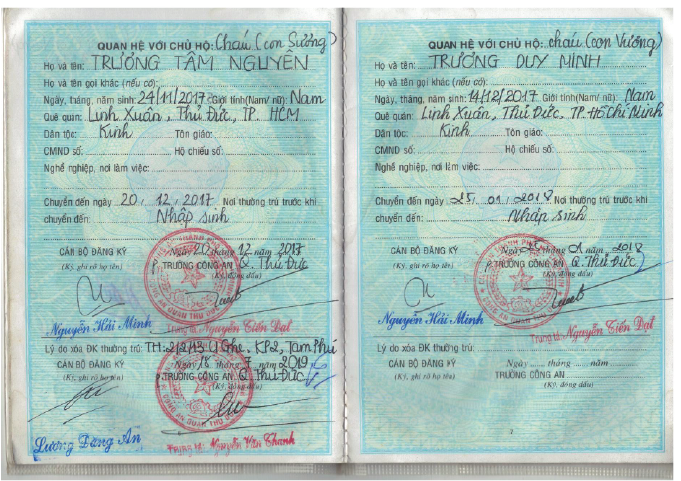 QUAN HỆ VỚI CHỦ HỘ: Cháu (con Sương)
Họ và tên: TRƯƠNG TÂM NGUYÊN
Họ và tên gọi khác (nếu có):
Ngày, tháng, năm sinh: 24/11/2017 Giới tính (Nam/ nữ): Nam
Quê quán: Linh Xuân, Thủ Đức, TP. HCM
Dân tộc: Kinh Tôn giáo:
CMND số: Hộ chiếu số:
Nghề nghiệp, nơi làm việc:
Chuyển đến ngày 20/ 12/ 2017 Nơi thường trú trước khi
chuyển đến: Nhập sinh
Ngày 20 tháng 12 năm 2017
CÁN BỘ ĐĂNG KÝ TRƯỞNG CÔNG AN Q. Thủ Đức
(Ký, ghi rõ họ tên) (Ký, đóng dấu)
Nguyễn Hải Minh Trung tá: Nguyễn Tiến Đạt
Lý do xóa ĐK thường trú: TH: Ghe, KP2, Tam Phú
Ngày 18 tháng 7 năm 2019
CÁN BỘ ĐĂNG KÝ TRƯỞNG CÔNG AN Q. Thủ Đức
(Ký, ghi rõ họ tên) (Ký, đóng dấu)
Lương Đăng An Trung tá: Nguyễn Văn Thanh
QUAN HỆ VỚI CHỦ HỘ: cháu (con Vương)
Họ và tên: TRƯƠNG DUY MINH
Họ và tên gọi khác (nếu có):
Ngày, tháng, năm sinh: 14/12/2017 Giới tính (Nam/ nữ): Nam
Quê quán: Linh Xuân, Thủ Đức, TP. Hồ Chí Minh
Dân tộc: Kinh Tôn giáo:
CMND số: Hộ chiếu số:
Nghề nghiệp, nơi làm việc:
Chuyển đến ngày 25/ 01 / 2018 Nơi thường trú trước khi
chuyển đến: Nhập sinh
Ngày 25 tháng 01 năm 2018
CÁN BỘ ĐĂNG KÝ TRƯỞNG CÔNG AN Q. Thủ Đức
(Ký, ghi rõ họ tên) (Ký, đóng dấu)
Nguyễn Hải Minh Trung tá: Nguyễn Tiến Đạt
Lý do xóa ĐK thường trú:
CÁN BỘ ĐĂNG KÝ Ngày tháng năm
(Ký, ghi rõ họ tên) TRƯỞNG CÔNG AN
(Ký, đóng dấu)